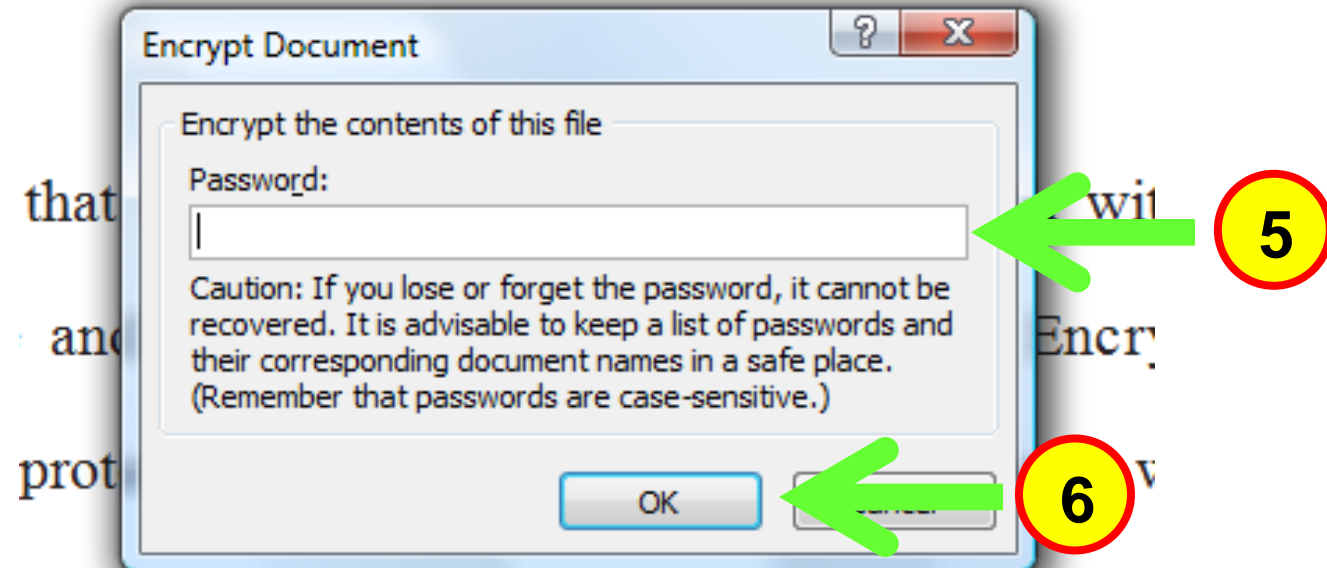 Encrypt Document
Encrypt the contents of this file
Password:
that
wit
5
Caution: If you lose or forget the password, it cannot be
recovered. It is advisable to keep a list of passwords and
their corresponding document names in a safe place.
(Remember that passwords are case-sensitive.)
and
Encry
prot
OK
6